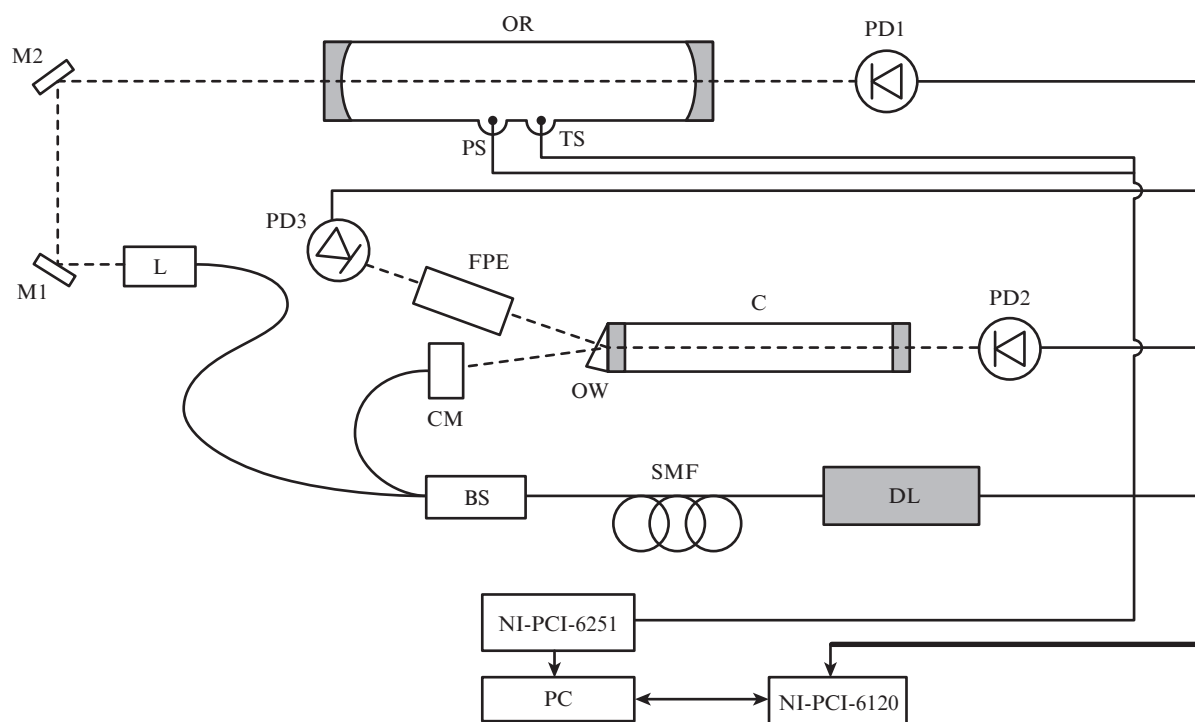 OR
PD1
M2
PS
TS
PD3
FPE
L
M1
C
PD2
OW
CM
SMF
BS
DL
NI-PCI-6251
PC
NI-PCI-6120